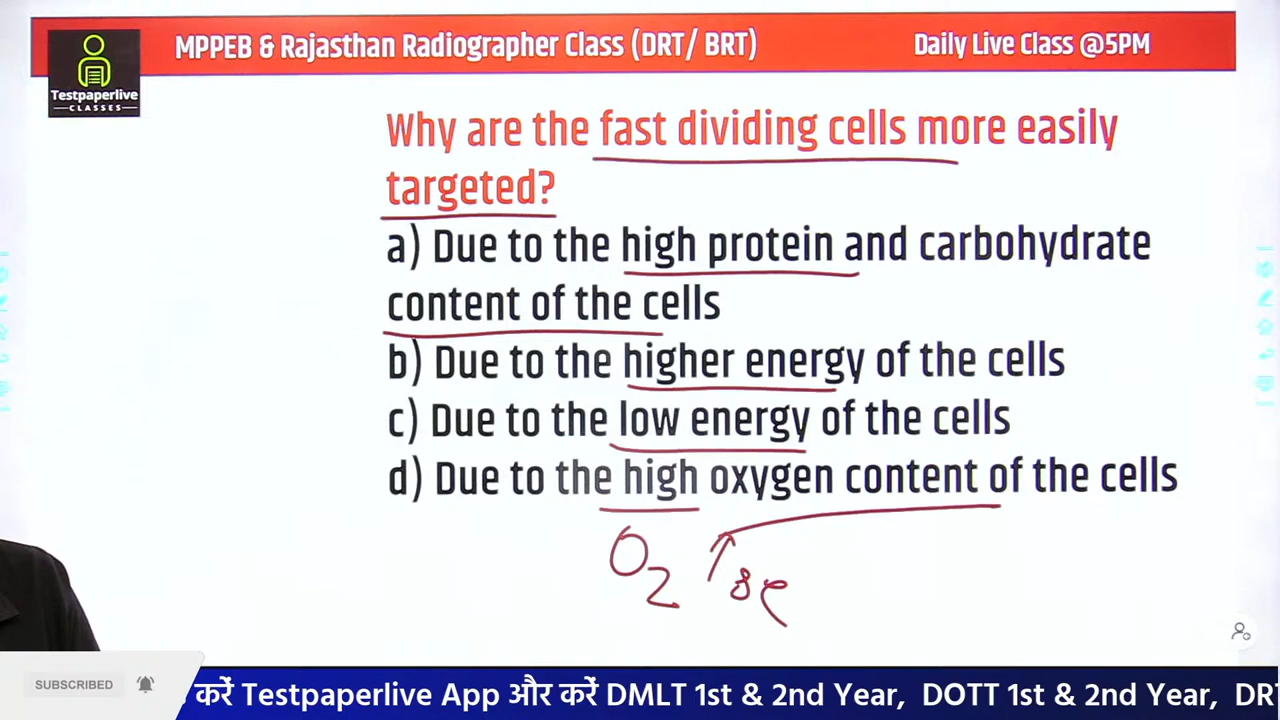 MPPEB & Rajasthan Radiographer Class (DRT/ BRT)
Daily Live Class @5PM
Testpaperlive
CLASSES
Why are the fast dividing cells more easily
targeted?
a) Due to the high protein and carbohydrate
content of the cells
b) Due to the higher energy of the cells
c) Due to the low energy of the cells
d) Due to the high oxygen content of the cells
O2
SUBSCRIBED
करें Testpaperlive App और करें DMLT 1st & 2nd Year, DOTT 1st & 2nd Year,